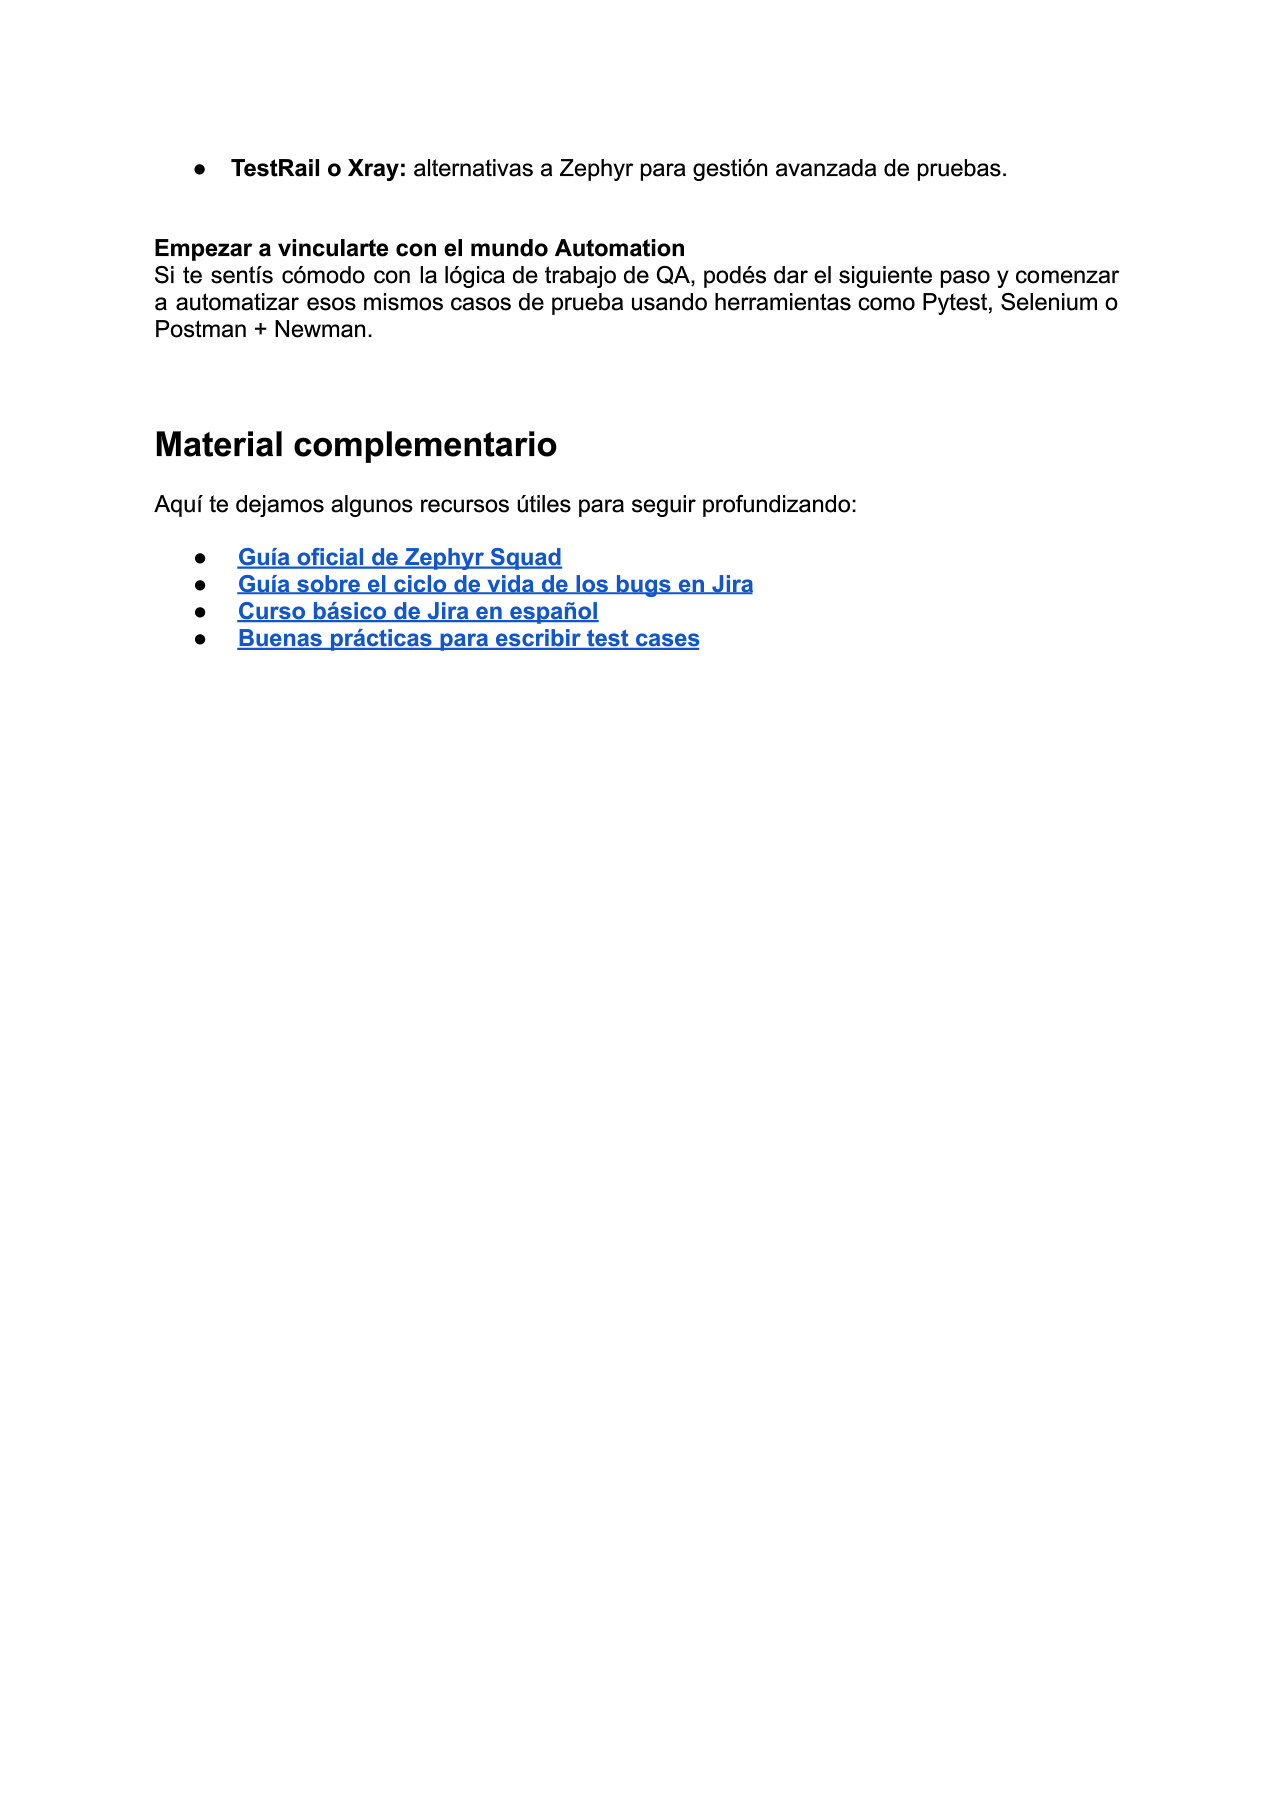 ● TestRail o Xray: alternativas a Zephyr para gestión avanzada de pruebas.
Empezar a vincularte con el mundo Automation
Si te sentís cómodo con la lógica de trabajo de QA, podés dar el siguiente paso y comenzar
a automatizar esos mismos casos de prueba usando herramientas como Pytest, Selenium o
Postman + Newman.
Material complementario
Aquí te dejamos algunos recursos útiles para seguir profundizando:
● Guía oficial de Zephyr Squad
● Guía sobre el ciclo de vida de los bugs en Jira
● Curso básico de Jira en español
● Buenas prácticas para escribir test cases